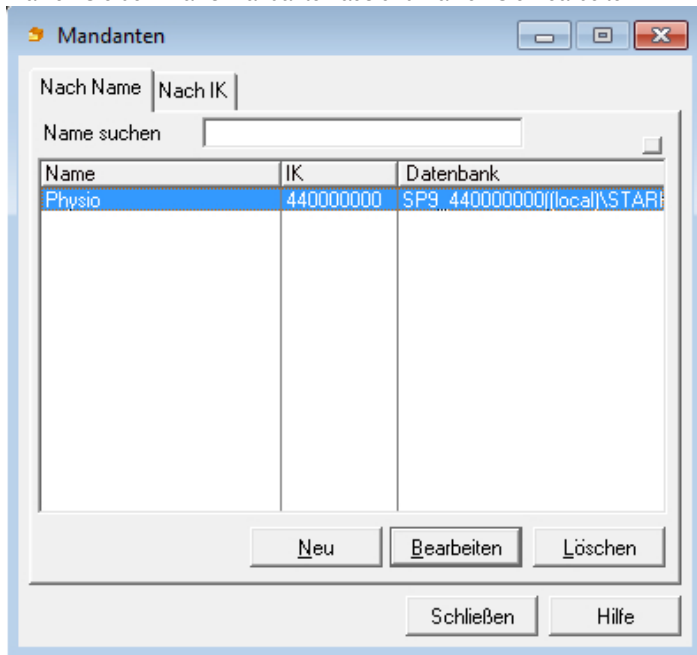 Mandanten
Nach Name Nach IK
Name suchen
Name IK Datenbank
Physio 440000000 SP9_440000000((local)\STARK
Neu Bearbeiten Löschen
Schließen Hilfe